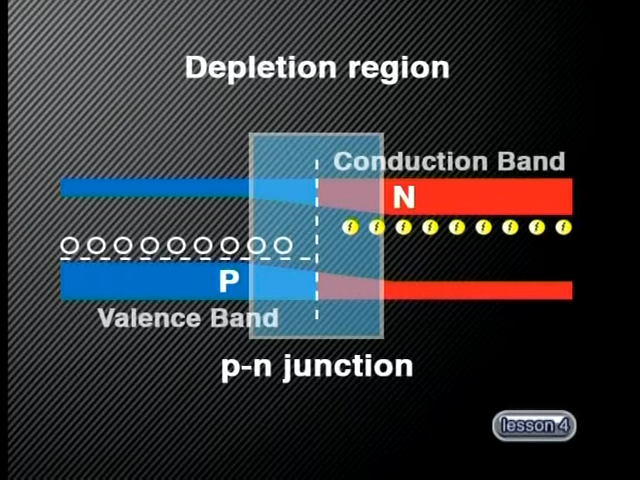 Depletion region
Conduction Band
N
P
Valence Band
p-n junction
lesson 4